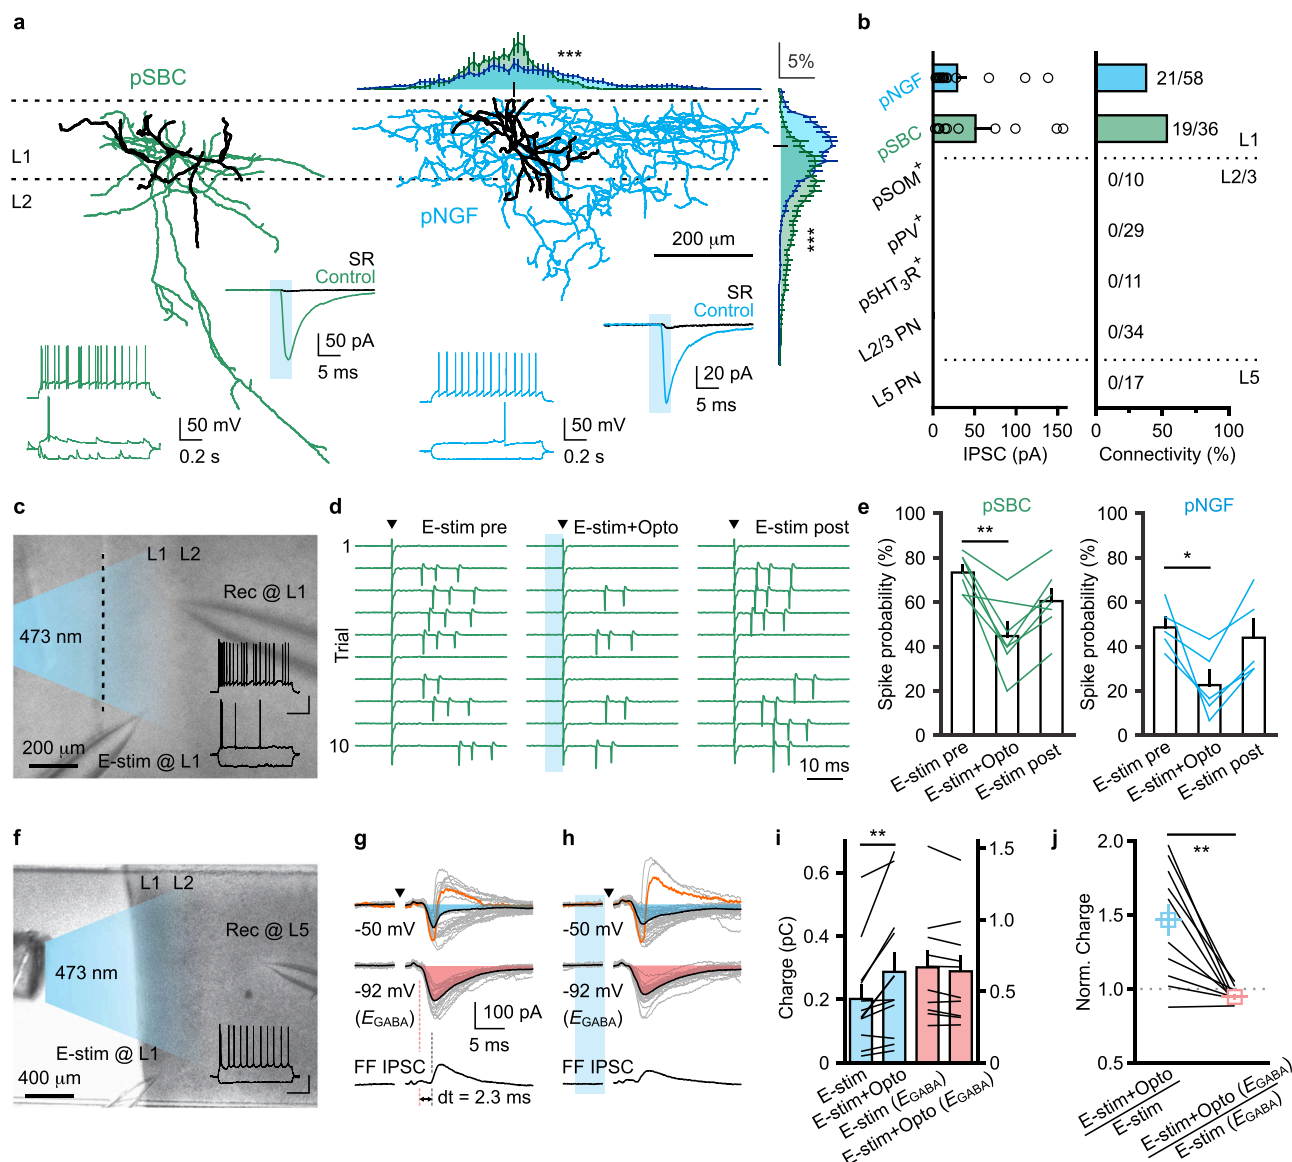 a
pSBC
***
5%
L1
L2
pNGF
200 µm
***
SR
Control
50 pA
5 ms
SR
Control
20 pA
5 ms
50 mV
0.2 s
50 mV
0.2 s
b
pNGF
pSBC
pSOM+
pPV+
p5HT3R+
L2/3 PN
L5 PN
21/58
19/36
0/10
0/29
0/11
0/34
0/17
L1
L2/3
L5
0 50 100 150
IPSC (pA)
0 50 100
Connectivity (%)
c
L1 L2
Rec @ L1
473 nm
200 µm
E-stim @ L1
d
E-stim pre
E-stim+Opto
E-stim post
1
Trial
10
10 ms
e
pSBC
100
80
60
40
20
0
Spike probability (%)
**
E-stim pre
E-stim+Opto
E-stim post
pNGF
100
80
60
40
20
0
Spike probability (%)
*
E-stim pre
E-stim+Opto
E-stim post
f
L1 L2
Rec @ L5
473 nm
E-stim @ L1
400 µm
g
-50 mV
-92 mV
(EGABA)
100 pA
5 ms
FF IPSC
dt = 2.3 ms
h
-50 mV
-92 mV
(EGABA)
FF IPSC
i
**
0.6
0.4
0.2
0
Charge (pC)
1.5
1.0
0.5
0
E-stim
E-stim+Opto
E-stim (EGABA)
E-stim+Opto (EGABA)
j
**
2.0
1.5
1.0
0.5
Norm. Charge
E-stim+Opto
E-stim
E-stim+Opto (EGABA)
E-stim (EGABA)